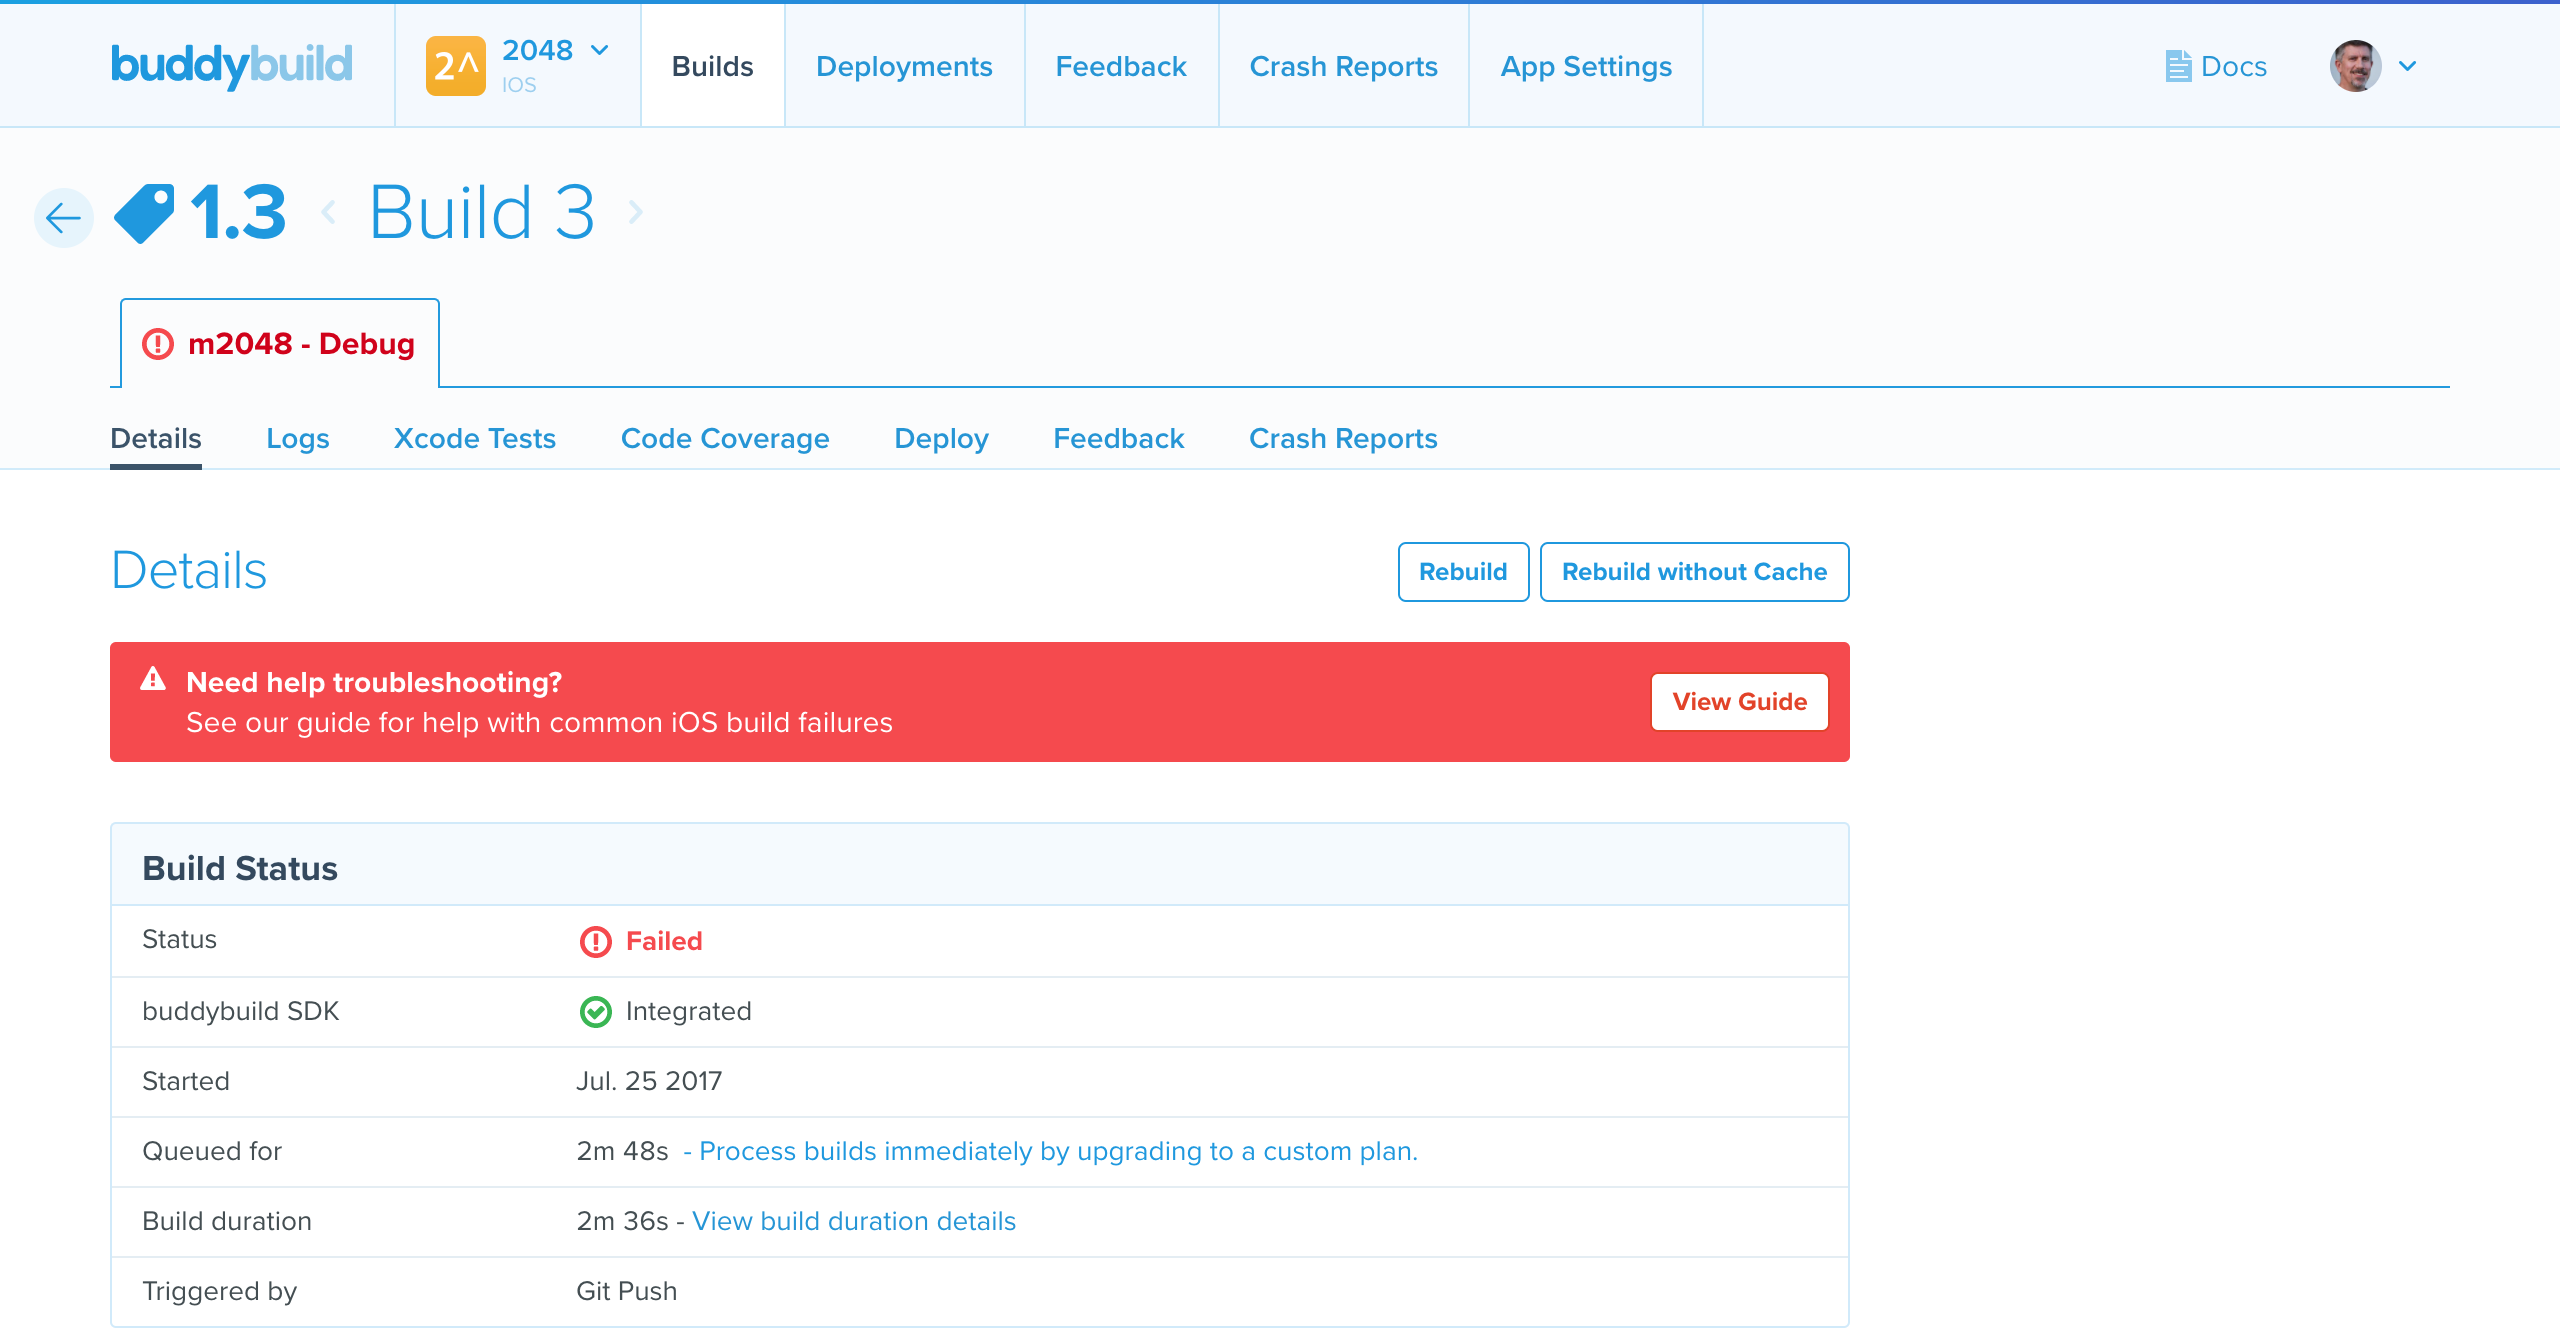 buddybuild
2^
2048
IOS
Builds
Deployments
Feedback
Crash Reports
App Settings
Docs
1.3
Build 3
m2048 - Debug
Details
Logs
Xcode Tests
Code Coverage
Deploy
Feedback
Crash Reports
Details
Rebuild
Rebuild without Cache
Need help troubleshooting?
See our guide for help with common iOS build failures
View Guide
Build Status
Status Failed
buddybuild SDK Integrated
Started Jul. 25 2017
Queued for 2m 48s - Process builds immediately by upgrading to a custom plan.
Build duration 2m 36s - View build duration details
Triggered by Git Push